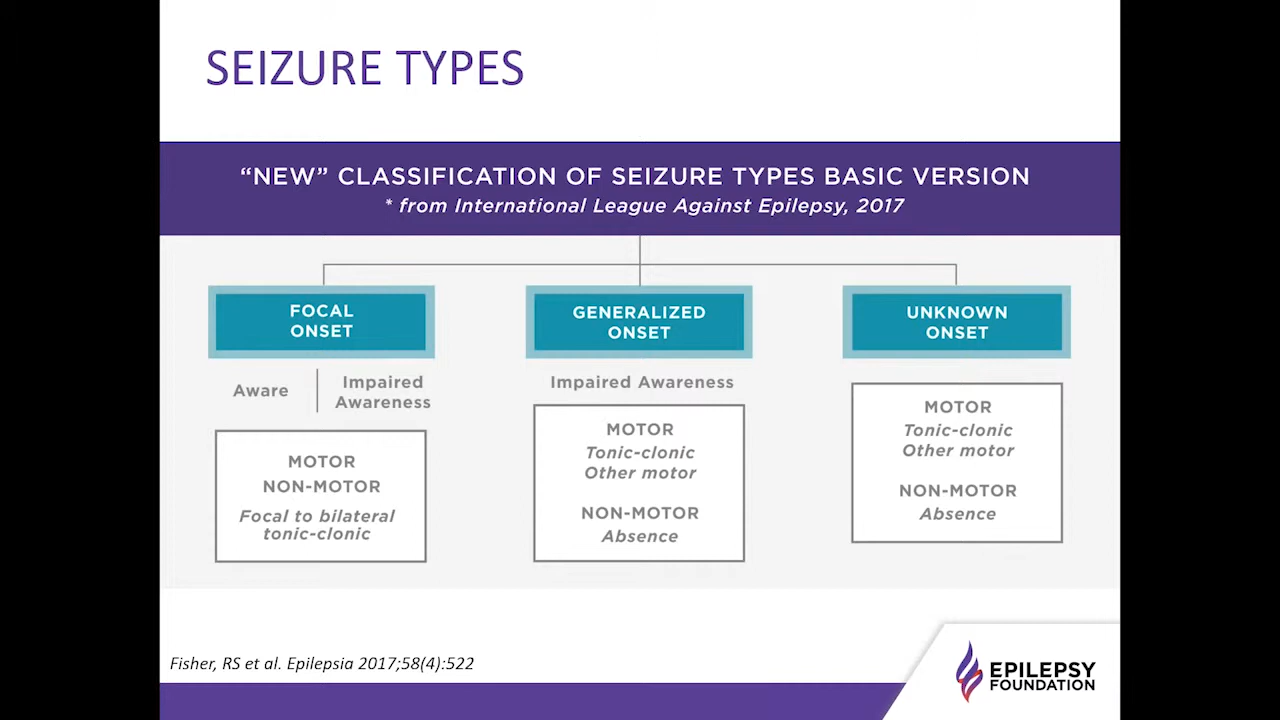 SEIZURE TYPES
“NEW” CLASSIFICATION OF SEIZURE TYPES BASIC VERSION
* from International League Against Epilepsy, 2017
FOCAL
ONSET
Aware
Impaired
Awareness
MOTOR
NON-MOTOR
Focal to bilateral
tonic-clonic
GENERALIZED
ONSET
Impaired Awareness
MOTOR
Tonic-clonic
Other motor
NON-MOTOR
Absence
UNKNOWN
ONSET
MOTOR
Tonic-clonic
Other motor
NON-MOTOR
Absence
Fisher, RS et al. Epilepsia 2017;58(4):522
EPILEPSY
FOUNDATION